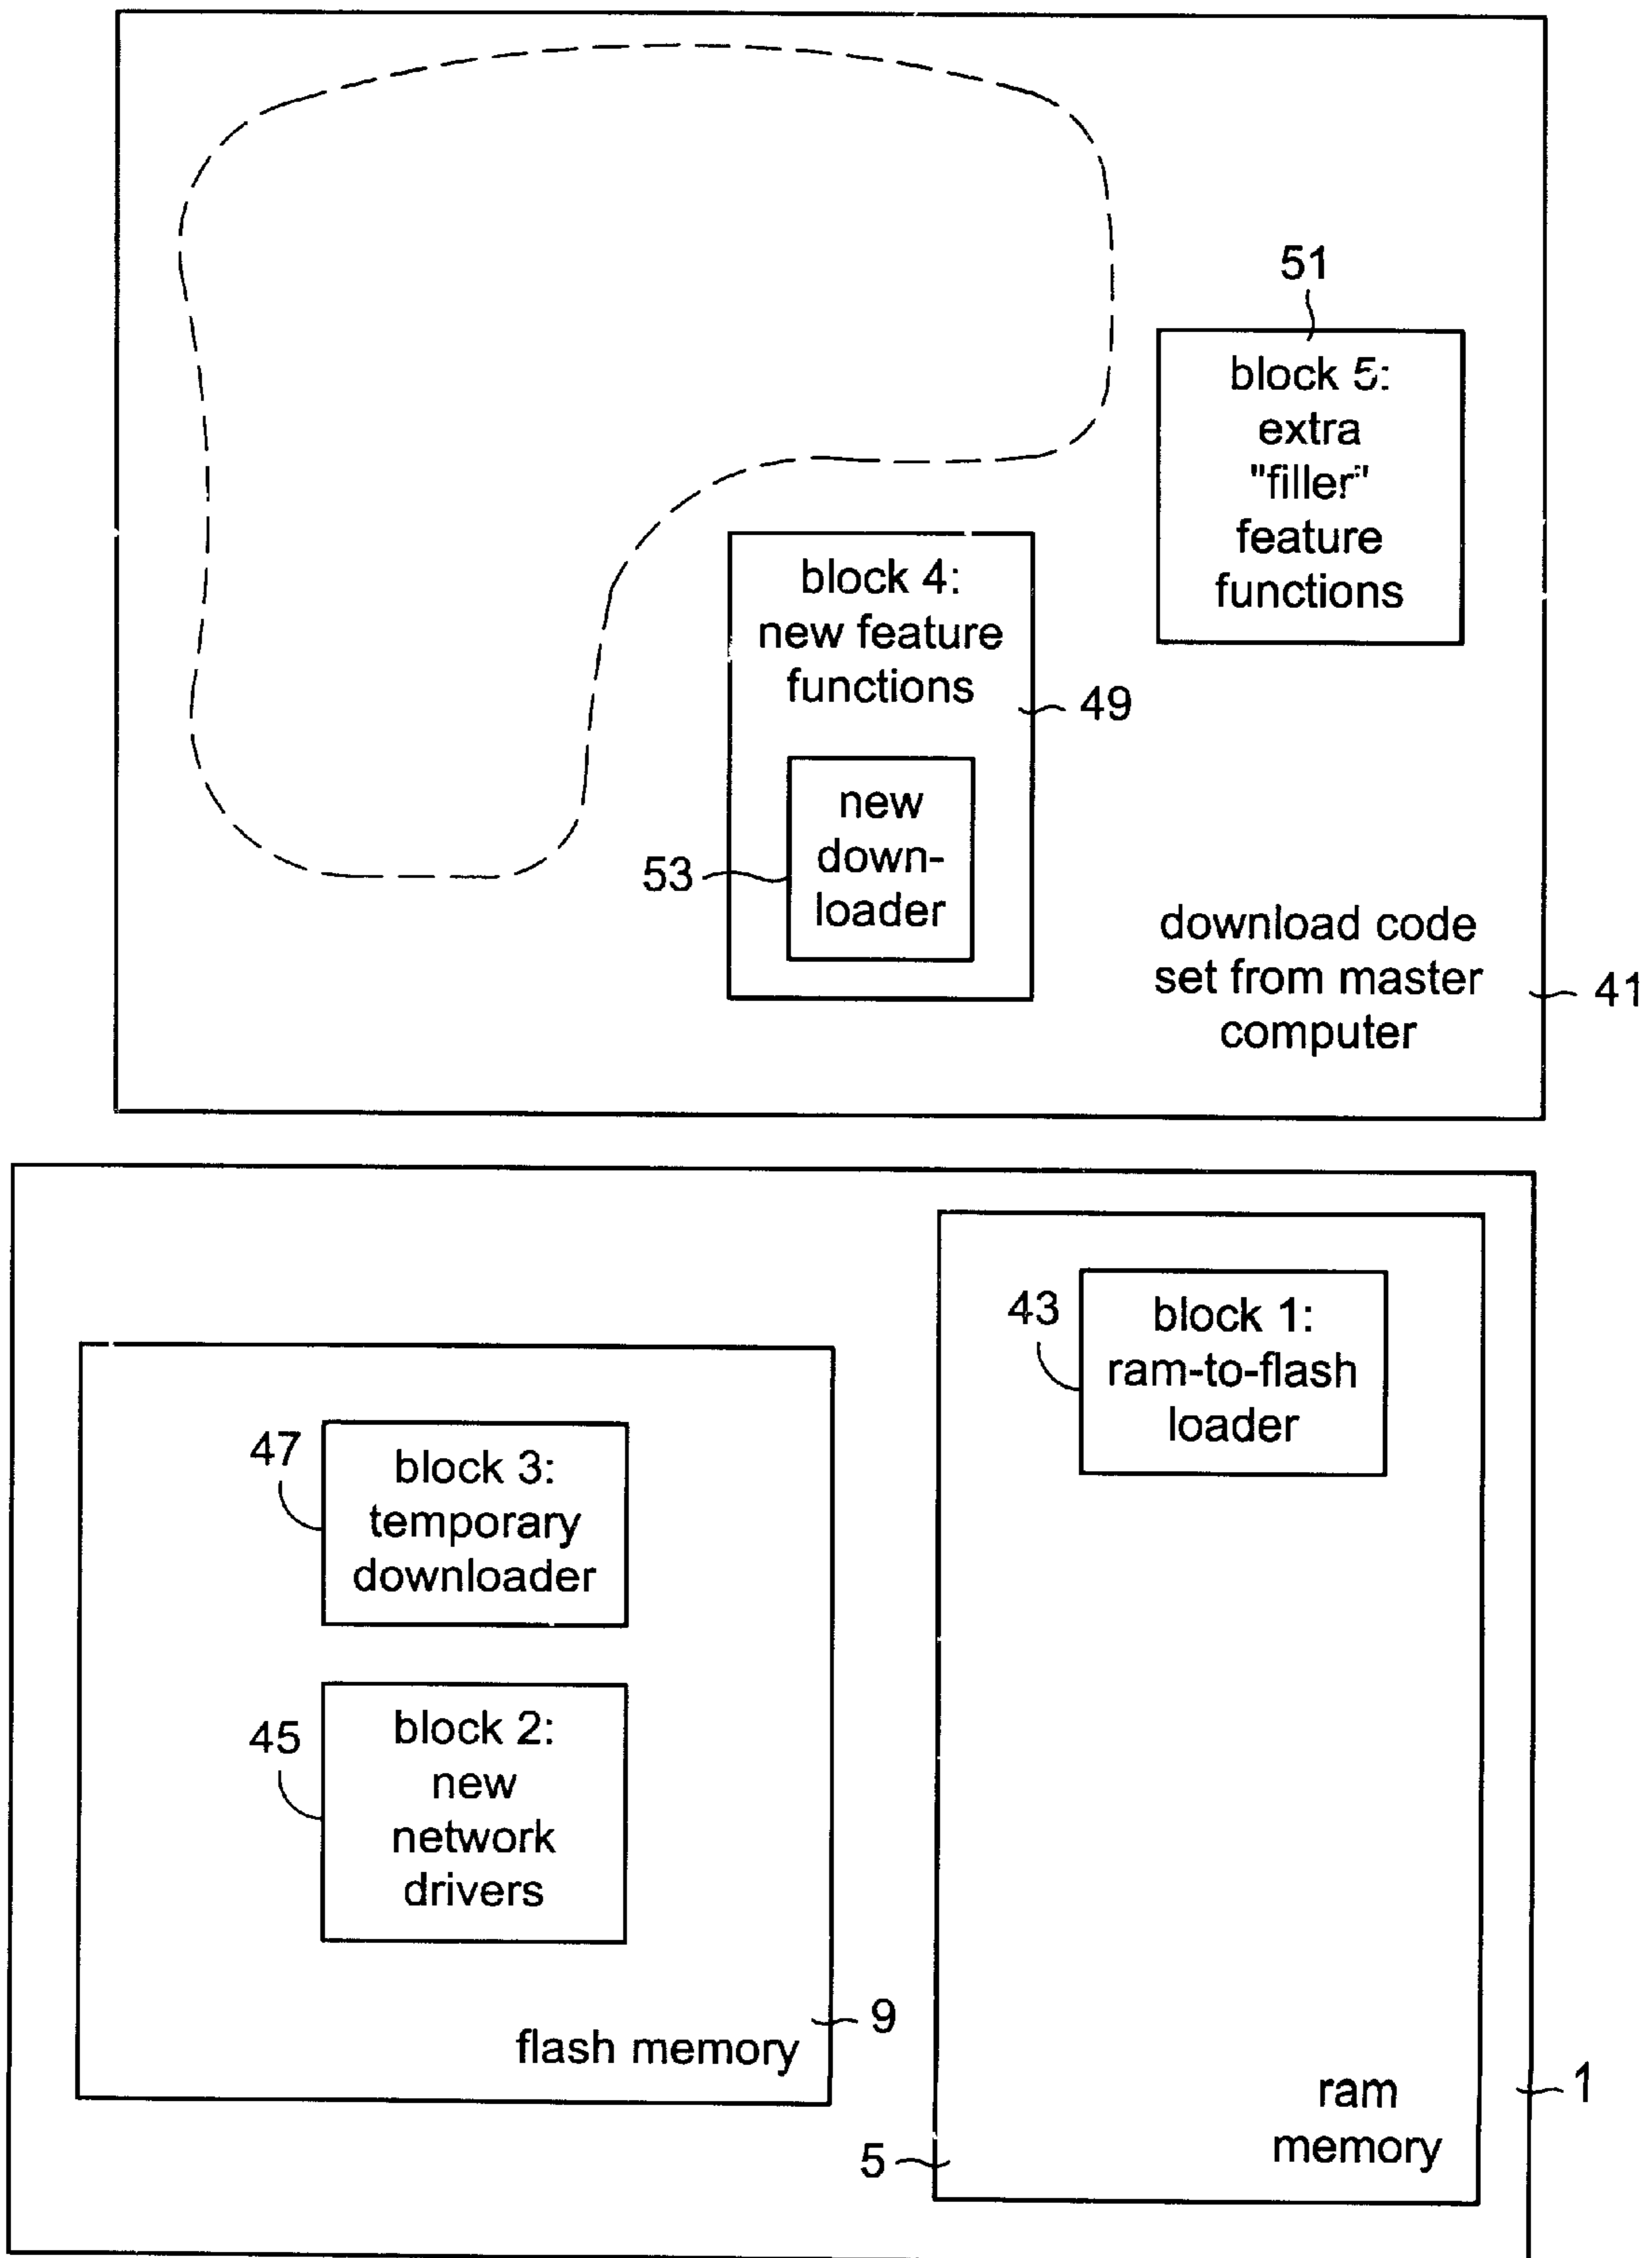 51
block 5:
extra
"filler"
feature
functions
block 4:
new feature
functions
49
new
down-
loader
53
download code
set from master
computer
41
43
block 1:
ram-to-flash
loader
47
block 3:
temporary
downloader
45
block 2:
new
network
drivers
9
flash memory
1
ram
memory
5